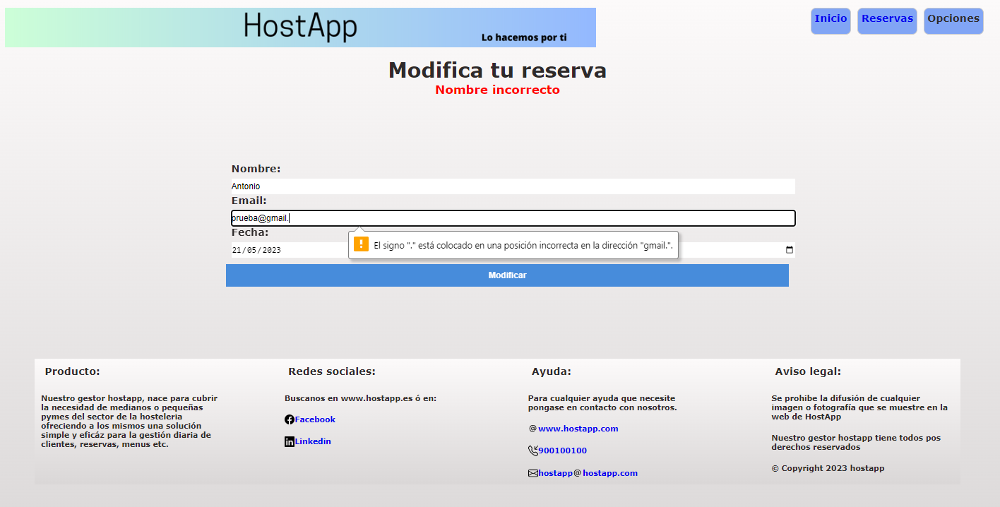 HostApp
Lo hacemos por ti
Inicio
Reservas
Opciones
Modifica tu reserva
Nombre incorrecto
Nombre:
Antonio
Email:
prueba@gmail.
Fecha:
21/05/2023
El signo "." está colocado en una posición incorrecta en la dirección "gmail.".
Modificar
Producto:
Nuestro gestor hostapp, nace para cubrir
la necesidad de medianos o pequeñas
pymes del sector de la hosteleria
ofreciendo a los mismos una solución
simple y eficáz para la gestión diaria de
clientes, reservas, menus etc.
Redes sociales:
Buscanos en www.hostapp.es ó en:
Facebook
Linkedin
Ayuda:
Para cualquier ayuda que necesite
pongase en contacto con nosotros.
@www.hostapp.com
900100100
hostapp@hostapp.com
Aviso legal:
Se prohibe la difusión de cualquier
imagen o fotografía que se muestre en la
web de HostApp
Nuestro gestor hostapp tiene todos pos
derechos reservados
© Copyright 2023 hostapp